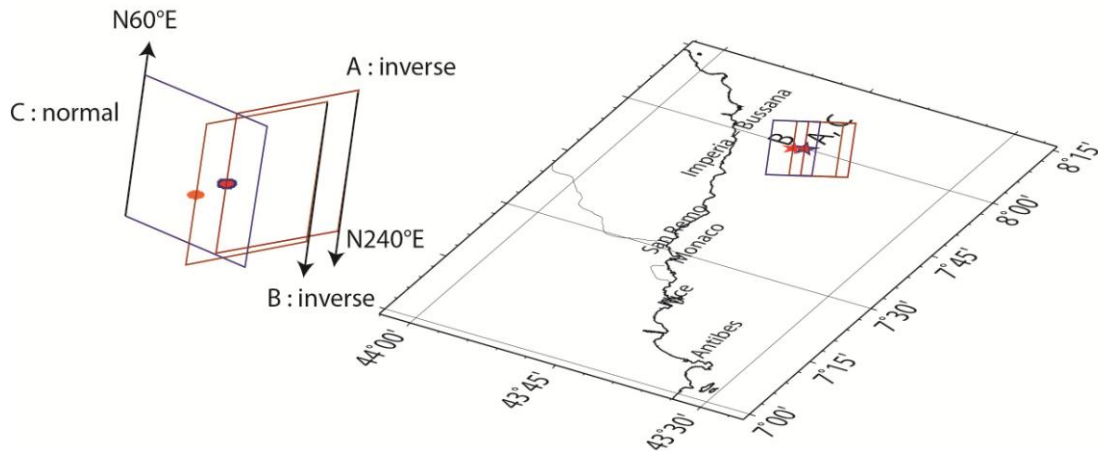 N60°E
A : inverse
C : normal
N240°E
B : inverse
Bussana
Imperia
San Remo
Monaco
Nice
Antibes
B
A, C
8°15'
8°00'
7°45'
7°30'
7°15'
7°00'
44°00'
43°45'
43°30'